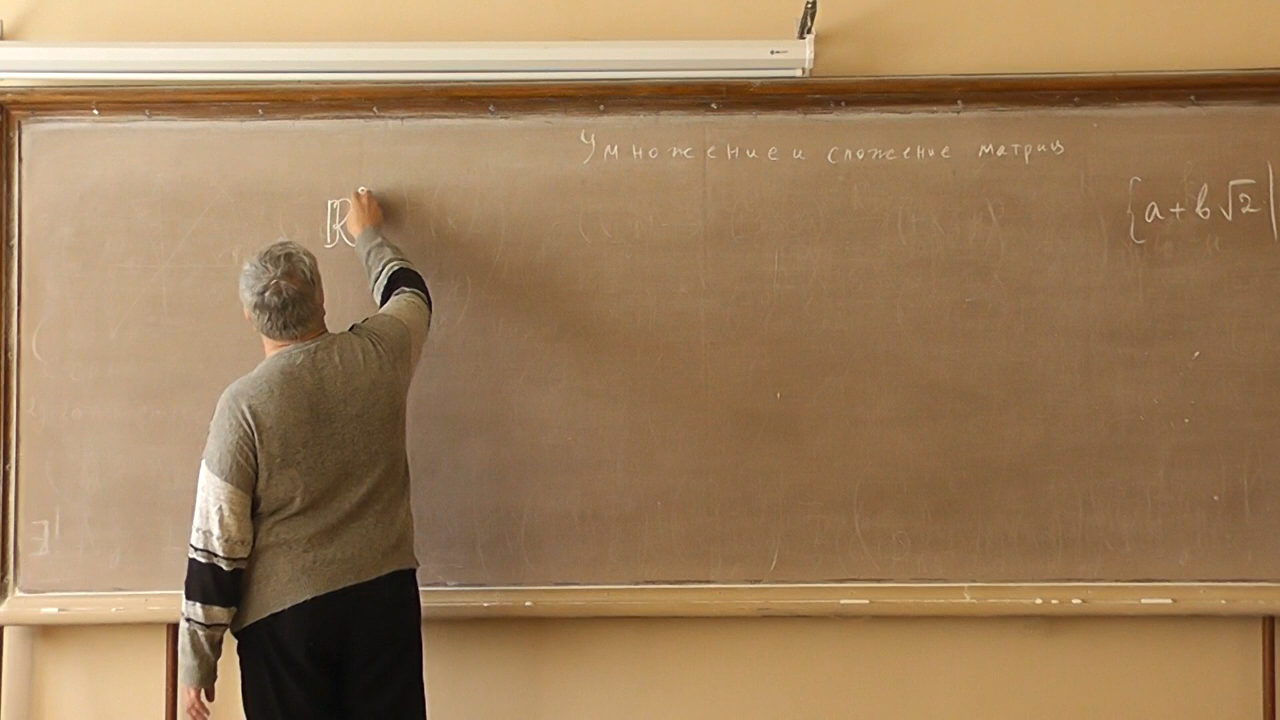 Умножение и сложение матриц
ℝ
{a + b√2 |